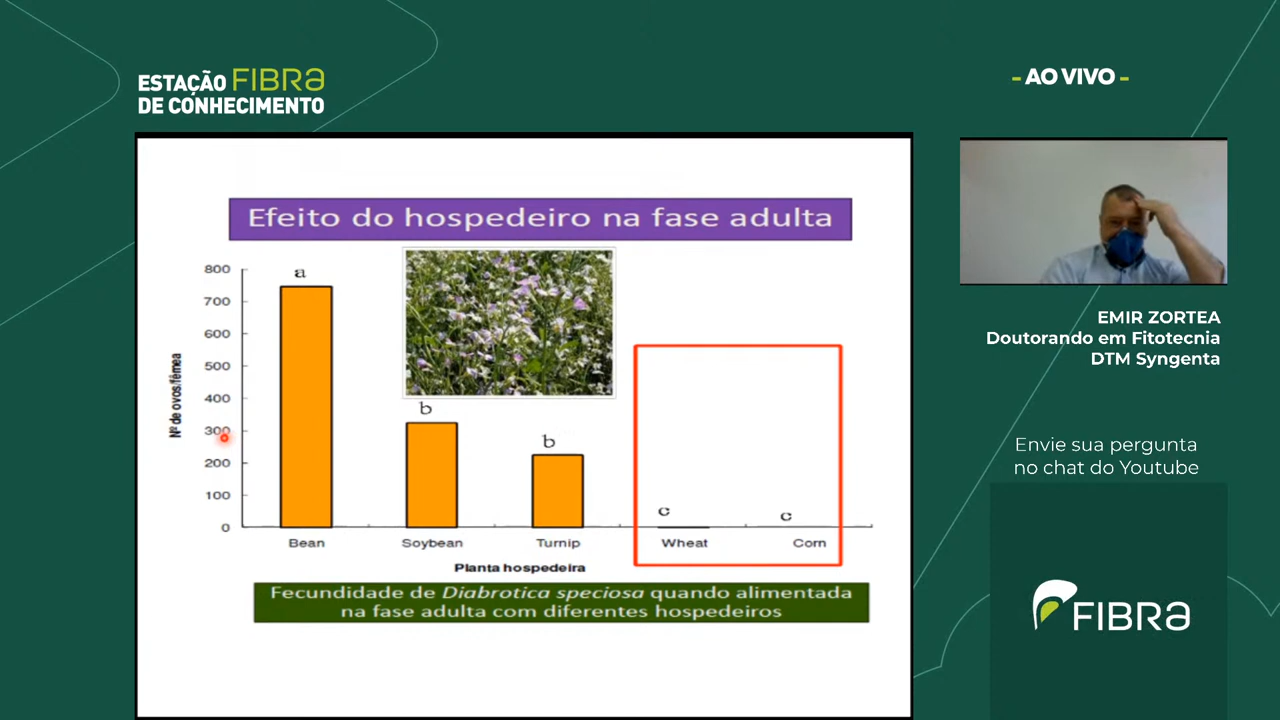 ESTAÇÃO FIBRA
DE CONHECIMENTO
- AO VIVO -
Efeito do hospedeiro na fase adulta
Nº de ovos/fêmea
800
700
600
500
400
300
200
100
0
a
b
b
c
c
Bean
Soybean
Turnip
Wheat
Corn
Planta hospedeira
Fecundidade de Diabrotica speciosa quando alimentada
na fase adulta com diferentes hospedeiros
EMIR ZORTEA
Doutorando em Fitotecnia
DTM Syngenta
Envie sua pergunta
no chat do Youtube
FIBRA